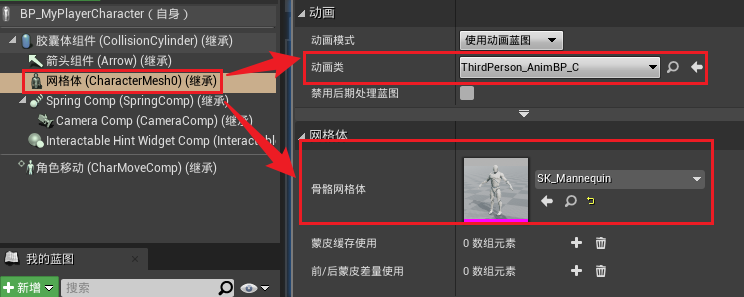 BP_MyPlayerCharacter（自身）
胶囊体组件 (CollisionCylinder) (继承)
箭头组件 (Arrow) (继承)
网格体 (CharacterMesh0) (继承)
Spring Comp (SpringComp) (继承)
Camera Comp (CameraComp) (继承)
Interactable Hint Widget Comp (Interactabl
角色移动 (CharMoveComp) (继承)
我的蓝图
新增
搜索
动画
动画模式
使用动画蓝图
动画类
ThirdPerson_AnimBP_C
禁用后期处理蓝图
网格体
骨骼网格体
SK_Mannequin
蒙皮缓存使用
0 数组元素
前/后蒙皮差量使用
0 数组元素